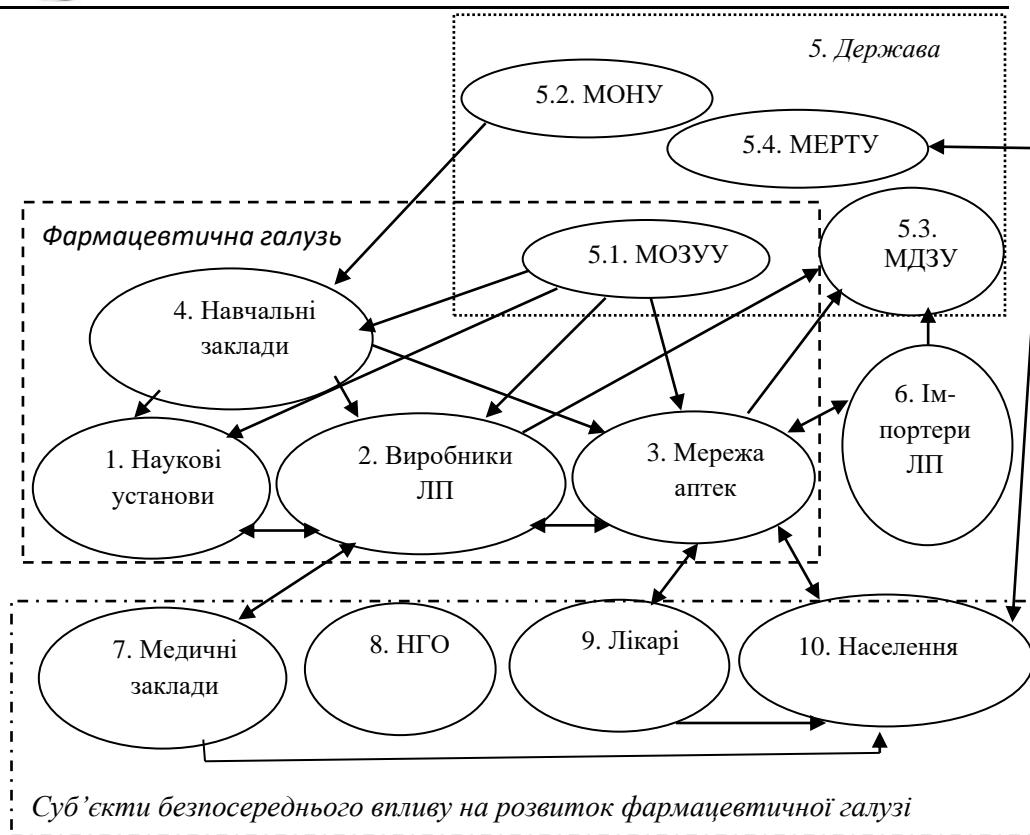 5. Держава
5.2. МОНУ
5.4. МЕРТУ
Фармацевтична галузь
5.1. МОЗУУ
5.3.
МДЗУ
4. Навчальні
заклади
6. Ім-
портери
ЛП
1. Наукові
установи
2. Виробники
ЛП
3. Мережа
аптек
7. Медичні
заклади
8. НГО
9. Лікарі
10. Населення
Суб’єкти безпосереднього впливу на розвиток фармацевтичної галузі